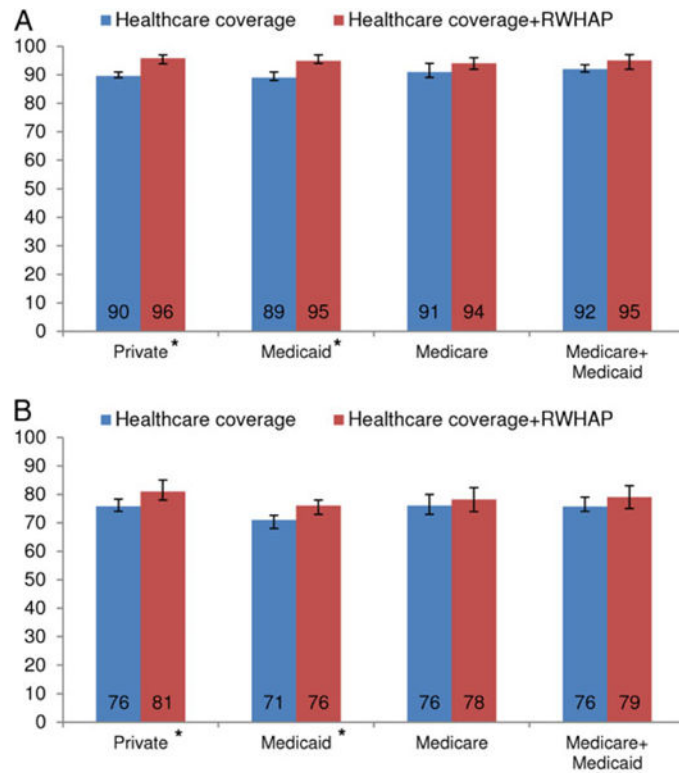 A
Healthcare coverage Healthcare coverage+RWHAP
100
90
80
70
60
50
40
30
20
10
0
90 96 89 95 91 94 92 95
Private* Medicaid* Medicare Medicare+
Medicaid
B
Healthcare coverage Healthcare coverage+RWHAP
100
90
80
70
60
50
40
30
20
10
0
76 81 71 76 76 78 76 79
Private* Medicaid* Medicare Medicare+
Medicaid